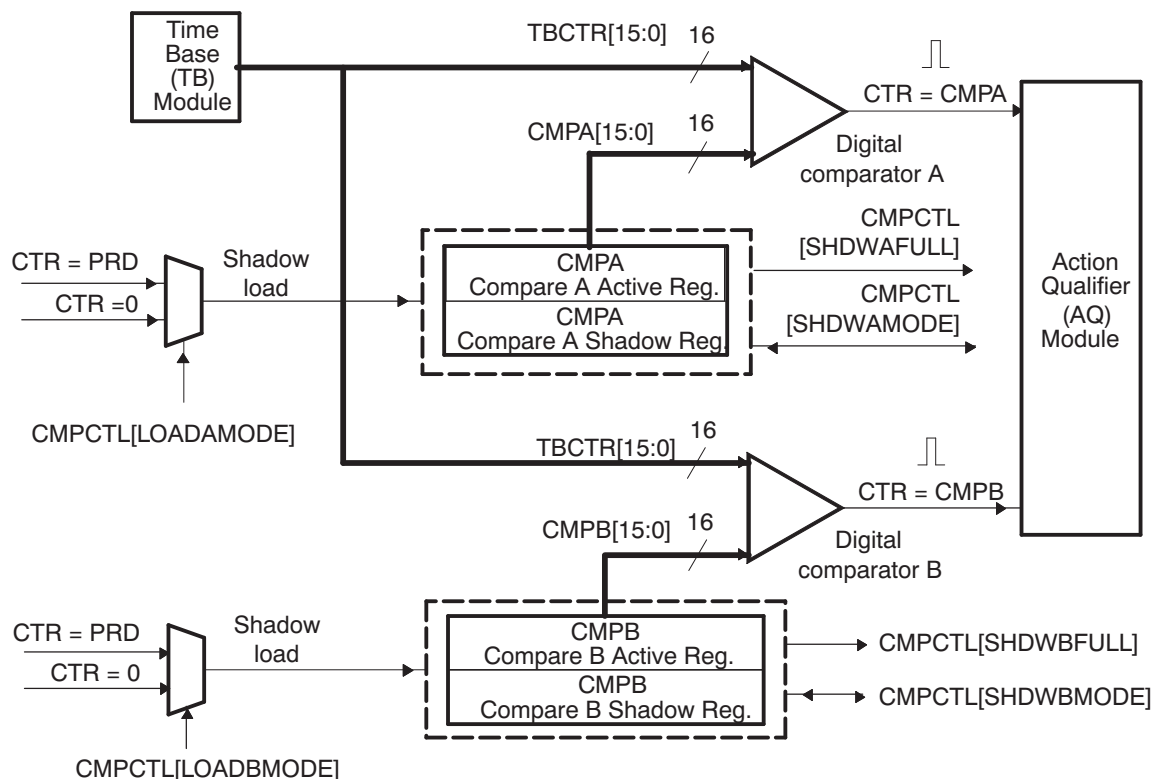 Time
Base
(TB)
Module
TBCTR[15:0]
16
CTR = CMPA
CMPA[15:0]
16
Digital
comparator A
CMPCTL
[SHDWAFULL]
CMPCTL
[SHDWAMODE]
CTR = PRD
CTR =0
Shadow
load
CMPA
Compare A Active Reg.
CMPA
Compare A Shadow Reg.
CMPCTL[LOADAMODE]
Action
Qualifier
(AQ)
Module
TBCTR[15:0]
16
CTR = CMPB
CMPB[15:0]
16
Digital
comparator B
CTR = PRD
CTR = 0
Shadow
load
CMPB
Compare B Active Reg.
CMPB
Compare B Shadow Reg.
CMPCTL[SHDWBFULL]
CMPCTL[SHDWBMODE]
CMPCTL[LOADBMODE]